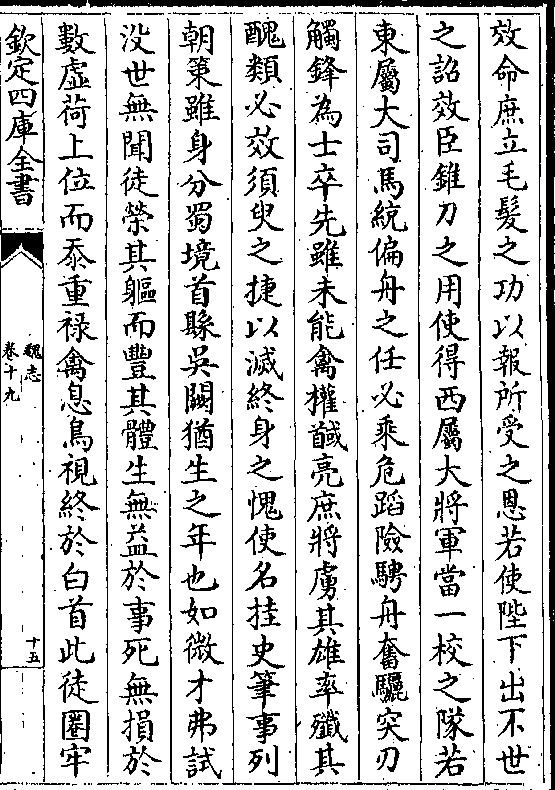 效命庶立毛髮之功以報所受之恩若使陛下出不世
之詔效臣錐刀之用使得西屬大將軍當一校之隊若
東屬大司馬統偏舟之任必乘危蹈險騁舟奮驪突刃
觸鋒為士卒先雖未能禽權馘亮庶將虜其雄率殲其
醜類必效須臾之捷以滅終身之愧使名挂史筆事列
朝策雖身分蜀境首縣吳闕猶生之年也如微才弗試
没世無聞徒榮其軀而豐其體生無益於事死無損於
數虛荷上位而忝重禄禽息鳥視終於白首此徒圈牢
欽定四庫全書
魏志
卷十九
十五